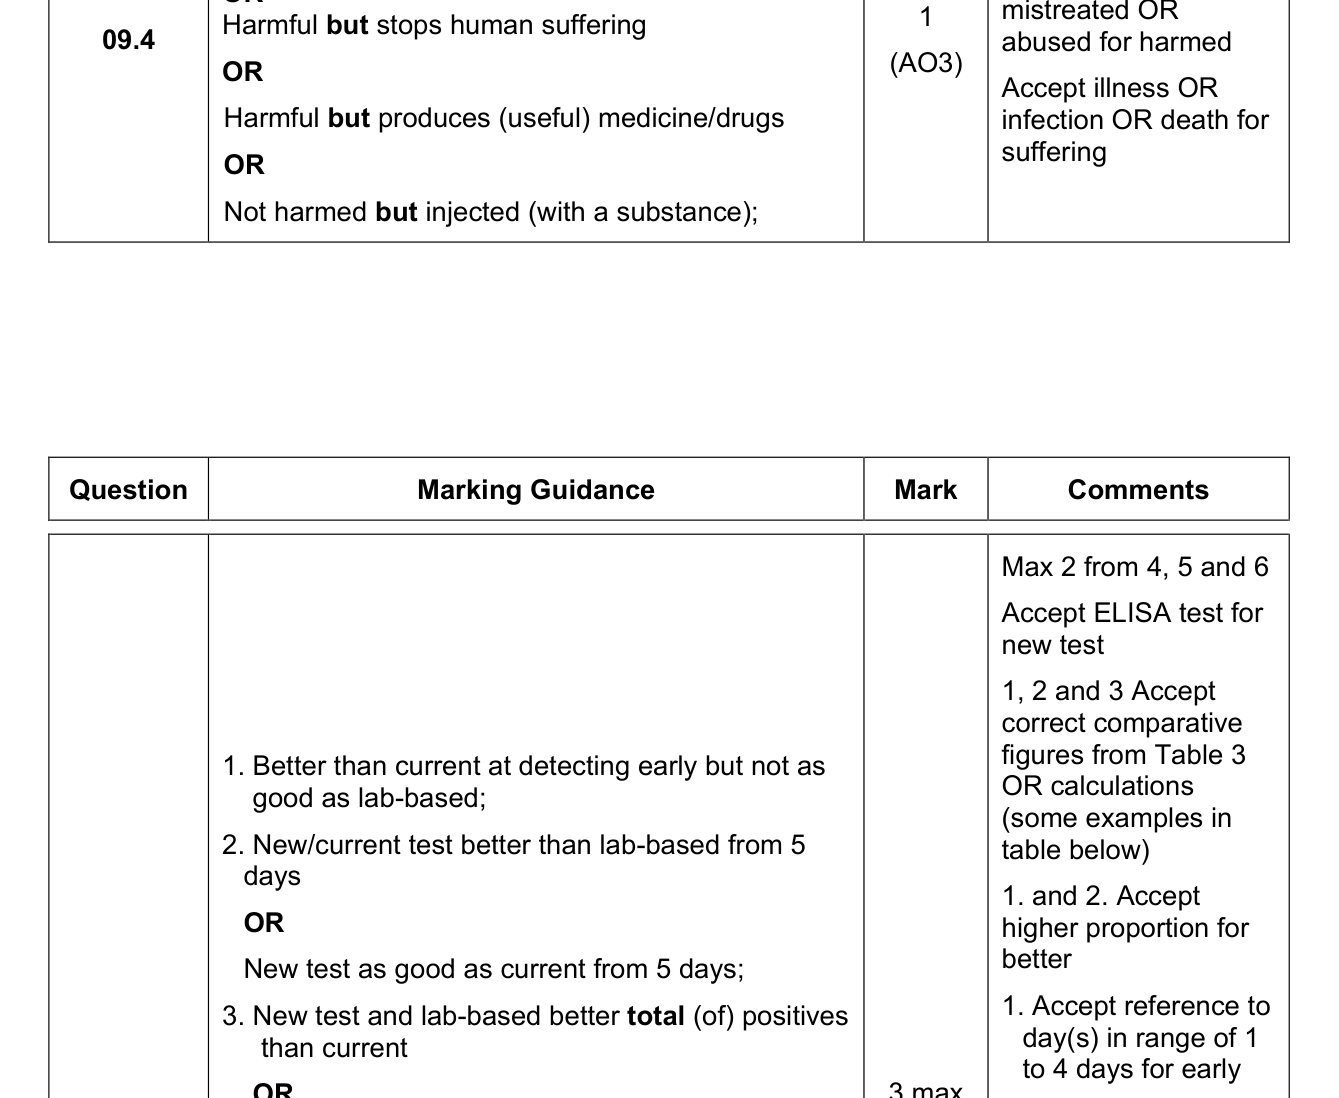 OR
Harmful but stops human suffering
OR
Harmful but produces (useful) medicine/drugs
OR
Not harmed but injected (with a substance);
09.4
1
(AO3)
mistreated OR
abused for harmed
Accept illness OR
infection OR death for
suffering
Question Marking Guidance Mark Comments
1. Better than current at detecting early but not as
good as lab-based;
2. New/current test better than lab-based from 5
days
OR
New test as good as current from 5 days;
3. New test and lab-based better total (of) positives
than current
OR
3 max
Max 2 from 4, 5 and 6
Accept ELISA test for
new test
1, 2 and 3 Accept
correct comparative
figures from Table 3
OR calculations
(some examples in
table below)
1. and 2. Accept
higher proportion for
better
1. Accept reference to
day(s) in range of 1
to 4 days for early